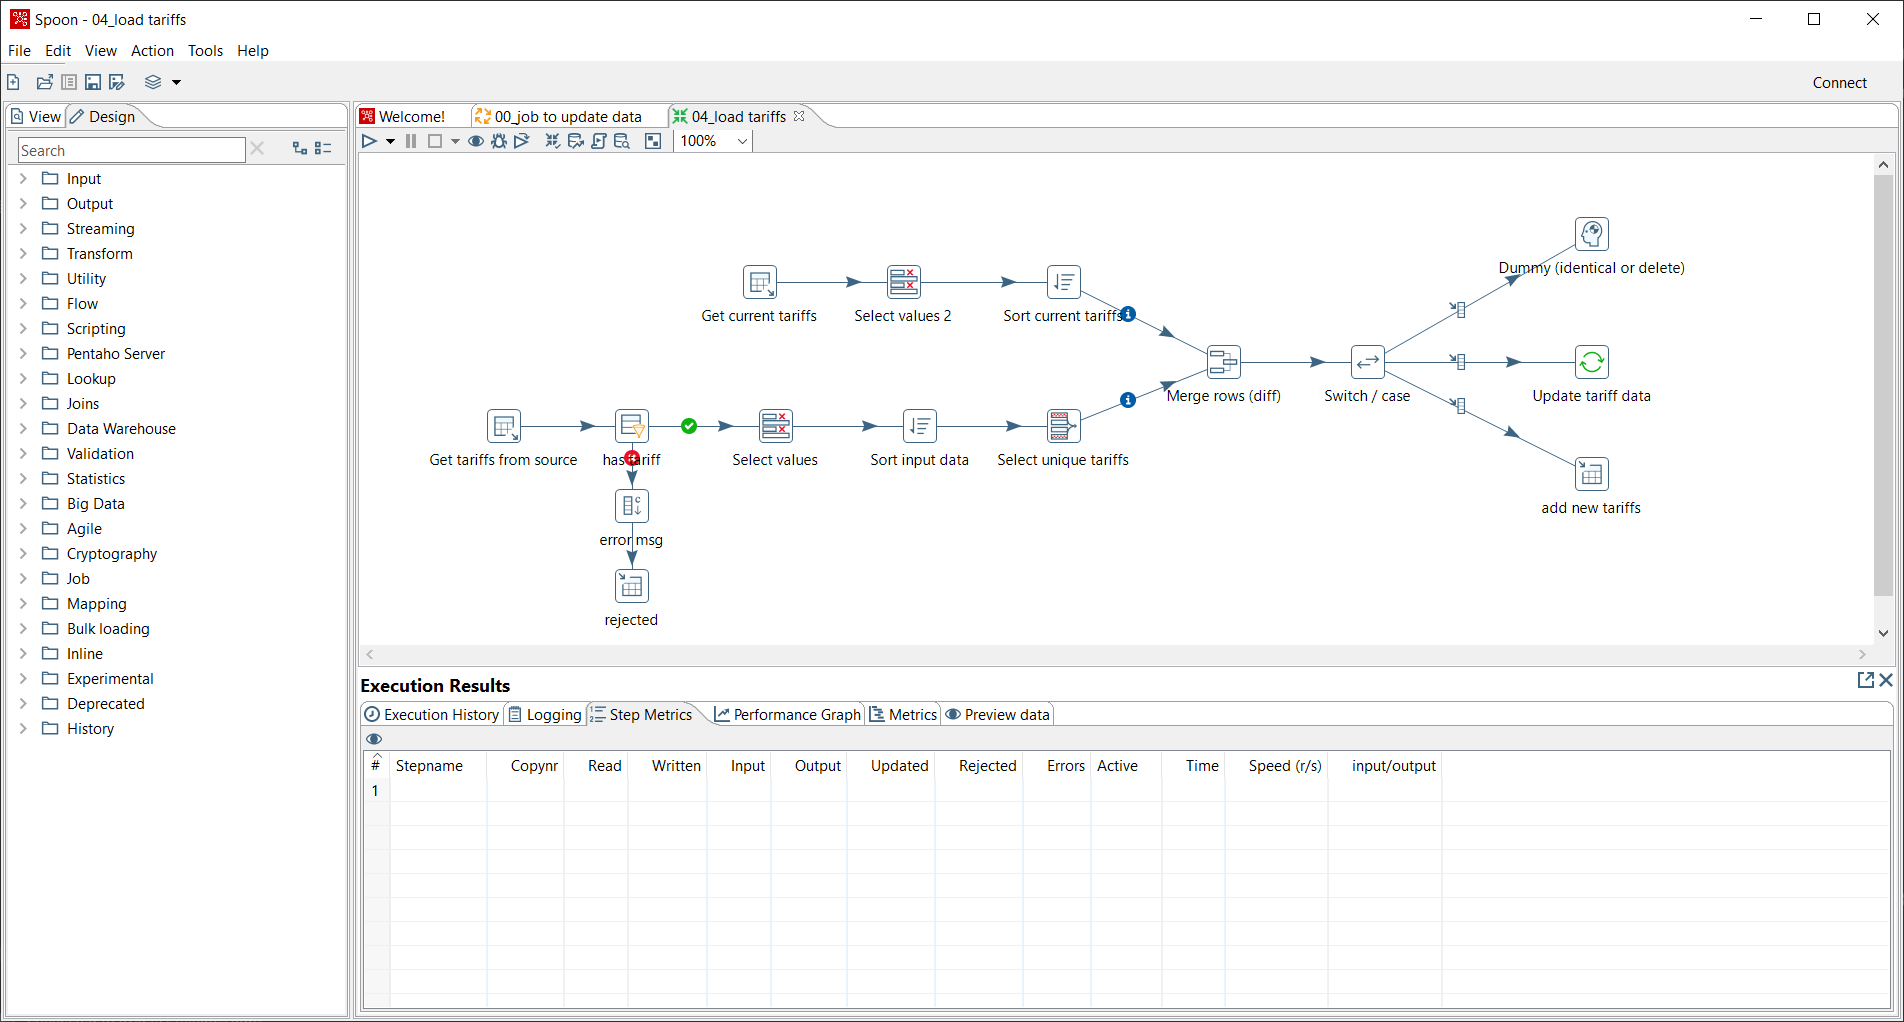 Spoon - 04_load tariffs
File Edit View Action Tools Help
Connect
View Design
Search
Input
Output
Streaming
Transform
Utility
Flow
Scripting
Pentaho Server
Lookup
Joins
Data Warehouse
Validation
Statistics
Big Data
Agile
Cryptography
Job
Mapping
Bulk loading
Inline
Experimental
Deprecated
History
Welcome! 00_job to update data 04_load tariffs
100%
Dummy (identical or delete)
Get current tariffs Select values 2 Sort current tariffs
Merge rows (diff) Switch / case Update tariff data
Get tariffs from source has tariff Select values Sort input data Select unique tariffs
add new tariffs
error msg
rejected
Execution Results
Execution History Logging Step Metrics Performance Graph Metrics Preview data
# Stepname Copynr Read Written Input Output Updated Rejected Errors Active Time Speed (r/s) input/output
1